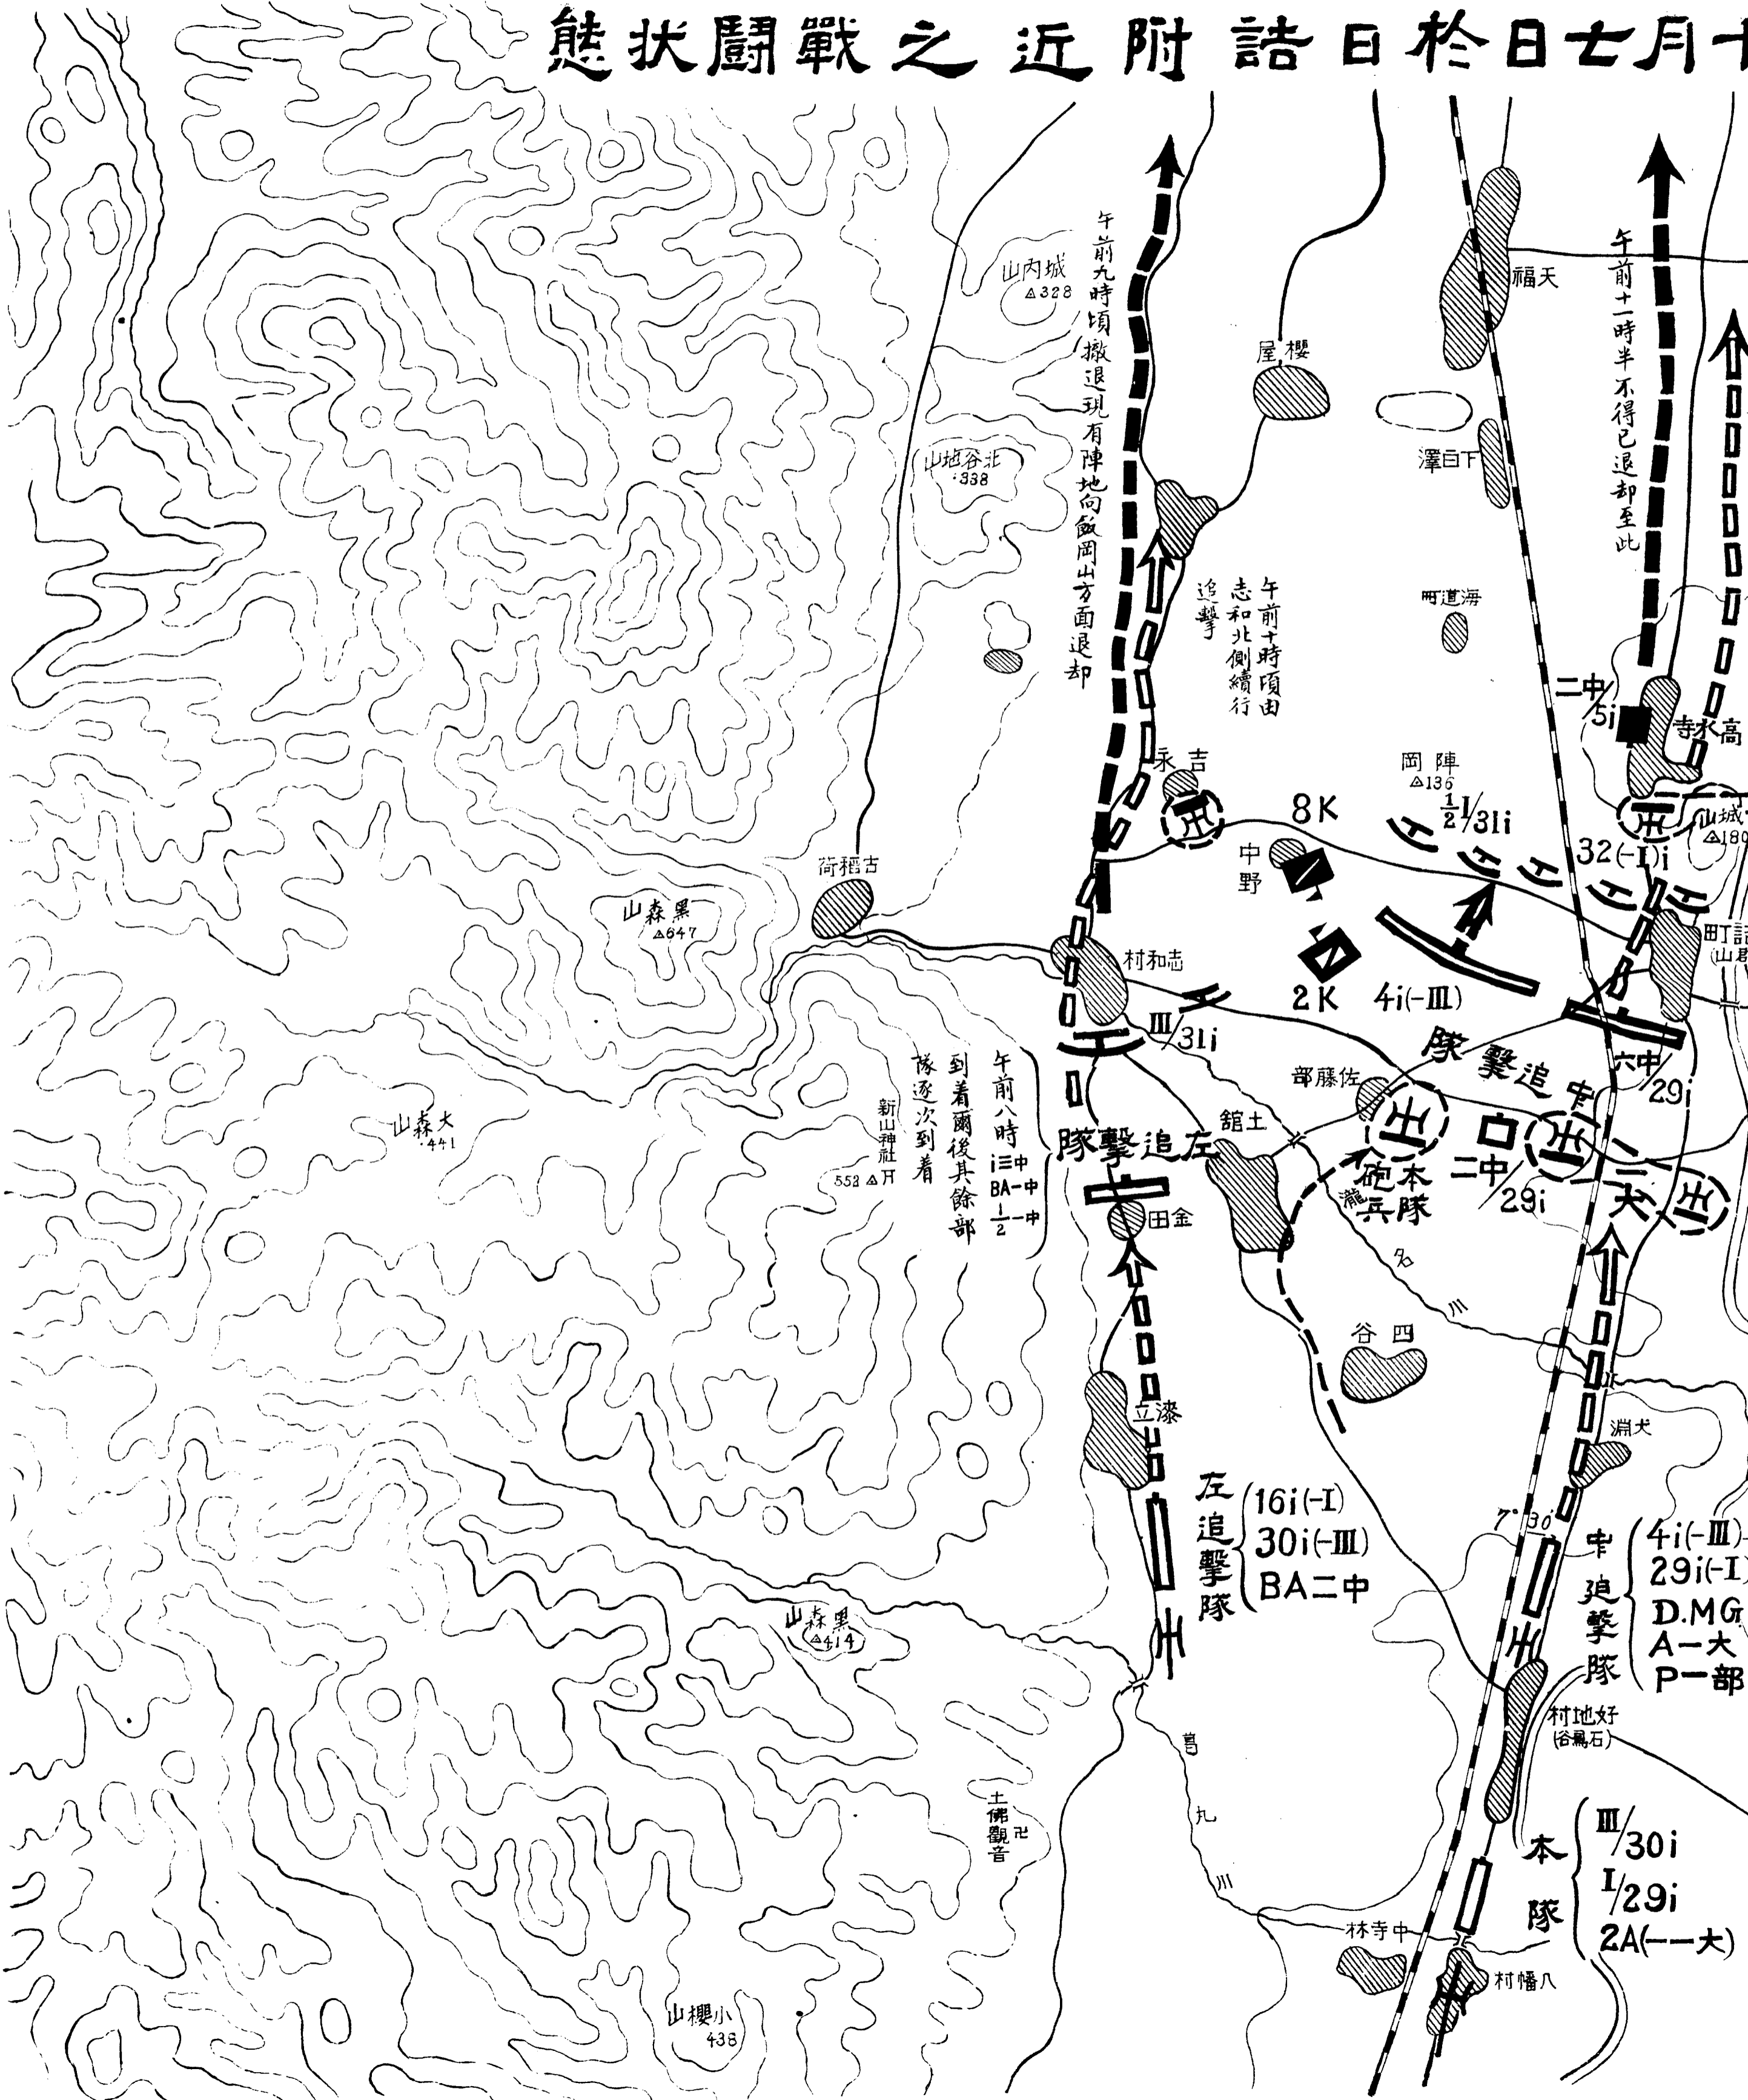 十月七日於日詰附近之戰鬪狀態
午前九時頃撤退現有陣地向飯岡山方面退却
午前十一時半不得已退却至此
城内山
△328
天福
櫻屋
北谷地山
·338
下白澤
午前十時頃由
志和北側續行
追擊
海道町
二中/5i
高水寺
吉永
陣岡
△136
½I/31i
8K
中野
城山
△180
32(-I)i
古稻荷
黑森山
△647
志和村
2K
4i(-III)
III/31i
中追擊隊
六中/29i
佐藤部
土舘
大森山
·441
新山神社
553△
午前八時
i三中
BA一中
½一中
到着爾後其餘部
隊逐次到着
左追擊隊
本隊
砲兵
二中/29i
一大
金田
瀧名川
四谷
漆立
犬淵
7°30'
左追擊隊
16i(-I)
30i(-III)
BA二中
中追擊隊
4i(-III)
29i(-I)
D.MG
A一大
P一部
黑森山
△414
好地村
(石鳥谷)
葛丸川
土佛觀音
卍
本隊
III/30i
I/29i
2A(-一大)
中寺林
八幡村
小櫻山
438